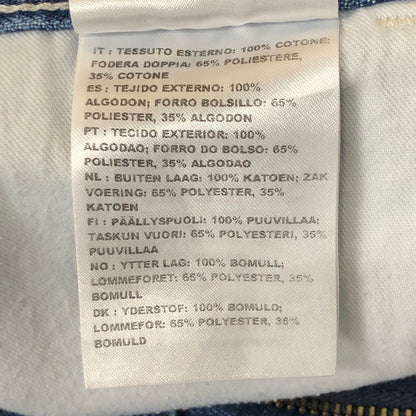 IT : TESSUTO ESTERNO: 100% COTONE;
FODERA DOPPIA: 65% POLIESTERE,
35% COTONE
ES : TEJIDO EXTERNO: 100%
ALGODON; FORRO BOLSILLO: 65%
POLIESTER, 35% ALGODON
PT : TECIDO EXTERIOR: 100%
ALGODAO; FORRO DO BOLSO: 65%
POLIESTER, 35% ALGODAO
NL : BUITEN LAAG: 100% KATOEN; ZAK
VOERING: 65% POLYESTER, 35%
KATOEN
FI : PÄÄLLYSPUOLI: 100% PUUVILLAA;
TASKUN VUORI: 65% POLYESTERI, 35%
PUUVILLAA
NO : YTTER LAG: 100% BOMULL;
LOMMEFORET: 65% POLYESTER, 35%
BOMULL
DK : YDERSTOF: 100% BOMULD;
LOMMEFOR: 65% POLYESTER, 35%
BOMULD